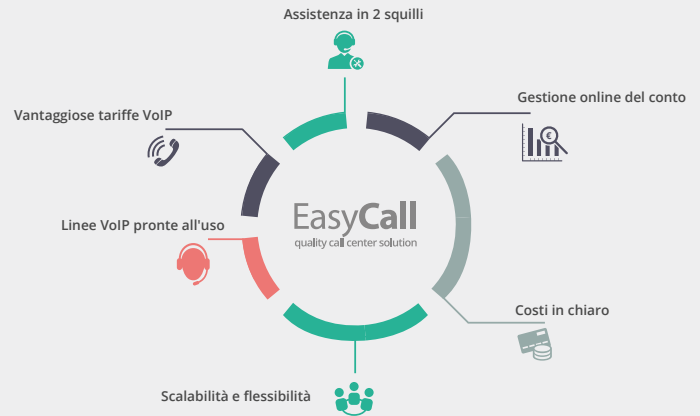 Assistenza in 2 squilli
Gestione online del conto
Vantaggiose tariffe VoIP
€
EasyCall
quality call center solution
Linee VoIP pronte all'uso
Costi in chiaro
Scalabilità e flessibilità